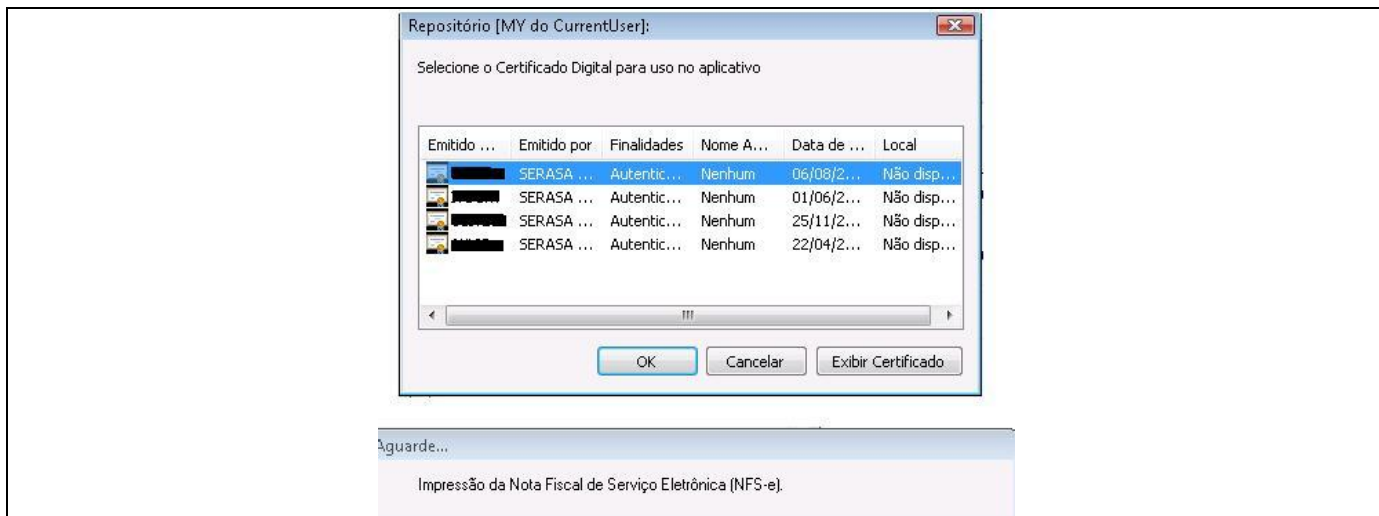 Repositório [MY do CurrentUser]:
Selecione o Certificado Digital para uso no aplicativo
Emitido ... Emitido por Finalidades Nome A... Data de ... Local
SERASA ... Autentic... Nenhum 06/08/2... Não disp...
SERASA ... Autentic... Nenhum 01/06/2... Não disp...
SERASA ... Autentic... Nenhum 25/11/2... Não disp...
SERASA ... Autentic... Nenhum 22/04/2... Não disp...
OK Cancelar Exibir Certificado
Aguarde...
Impressão da Nota Fiscal de Serviço Eletrônica (NFS-e).